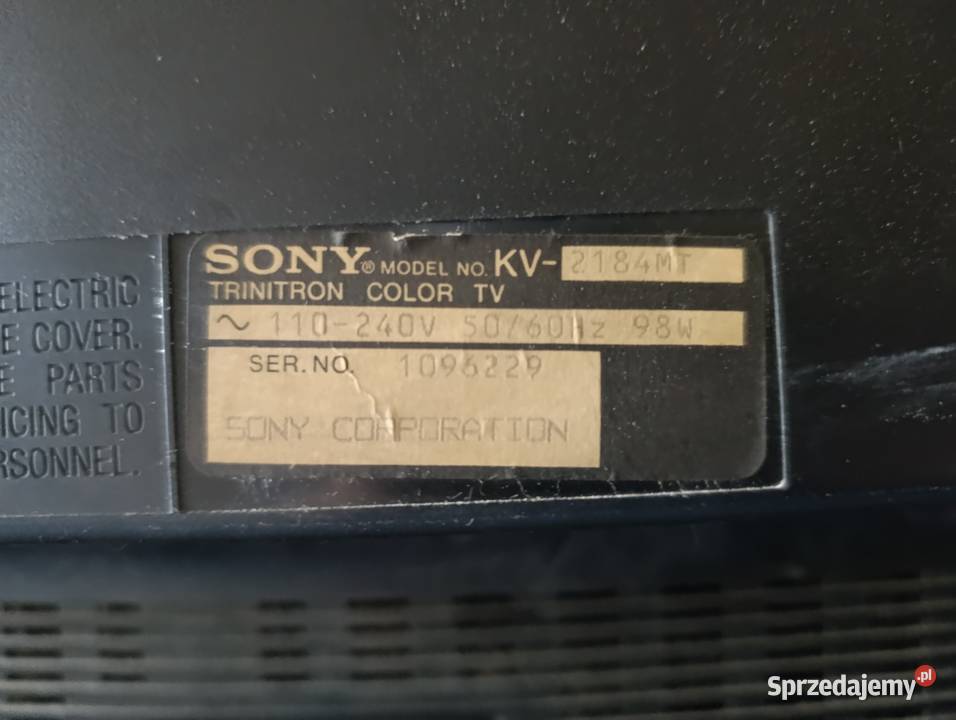 ELECTRIC
E COVER.
E PARTS
ICING TO
RSONNEL.
SONY® MODEL NO. KV-2184MT
TRINITRON COLOR TV
~ 110-240V 50/60Hz 98W
SER. NO. 1096229
SONY CORPORATION
Sprzedajemy.pl